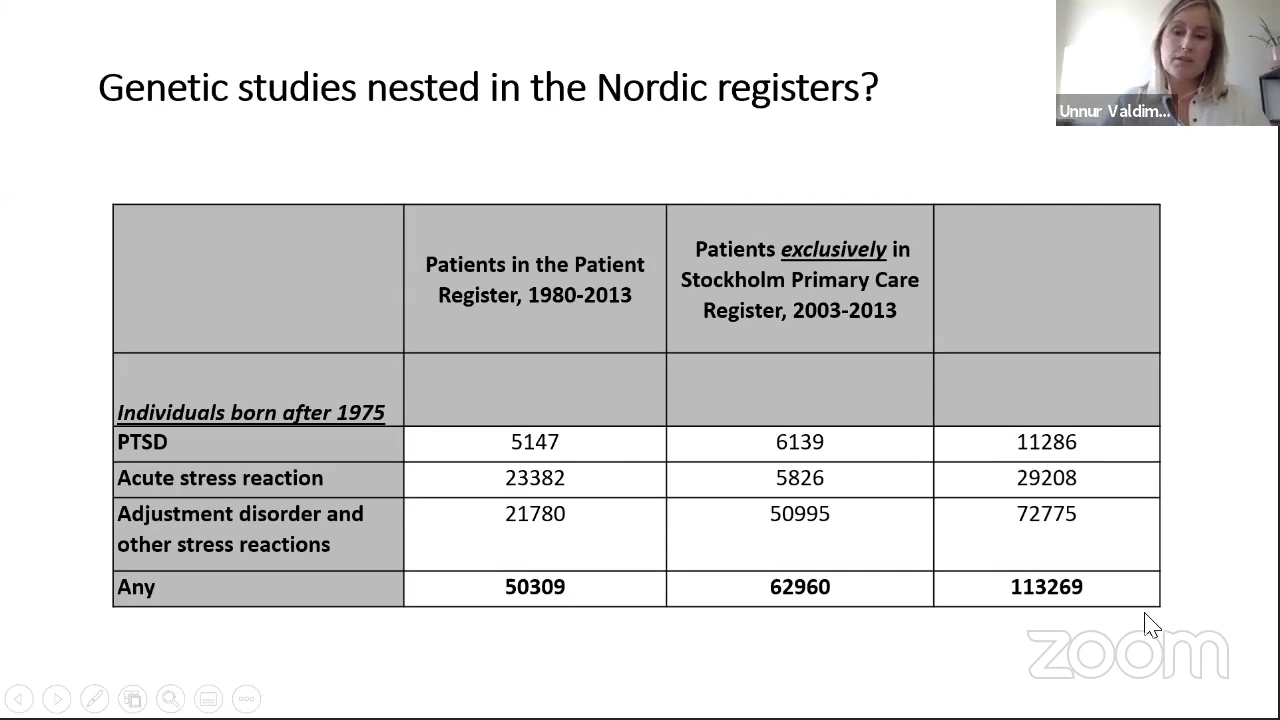 Genetic studies nested in the Nordic registers?
Unnur Valdim...
Patients in the Patient
Register, 1980-2013
Patients exclusively in
Stockholm Primary Care
Register, 2003-2013
Individuals born after 1975
PTSD 5147 6139 11286
Acute stress reaction 23382 5826 29208
Adjustment disorder and 21780 50995 72775
other stress reactions
Any 50309 62960 113269
zoom